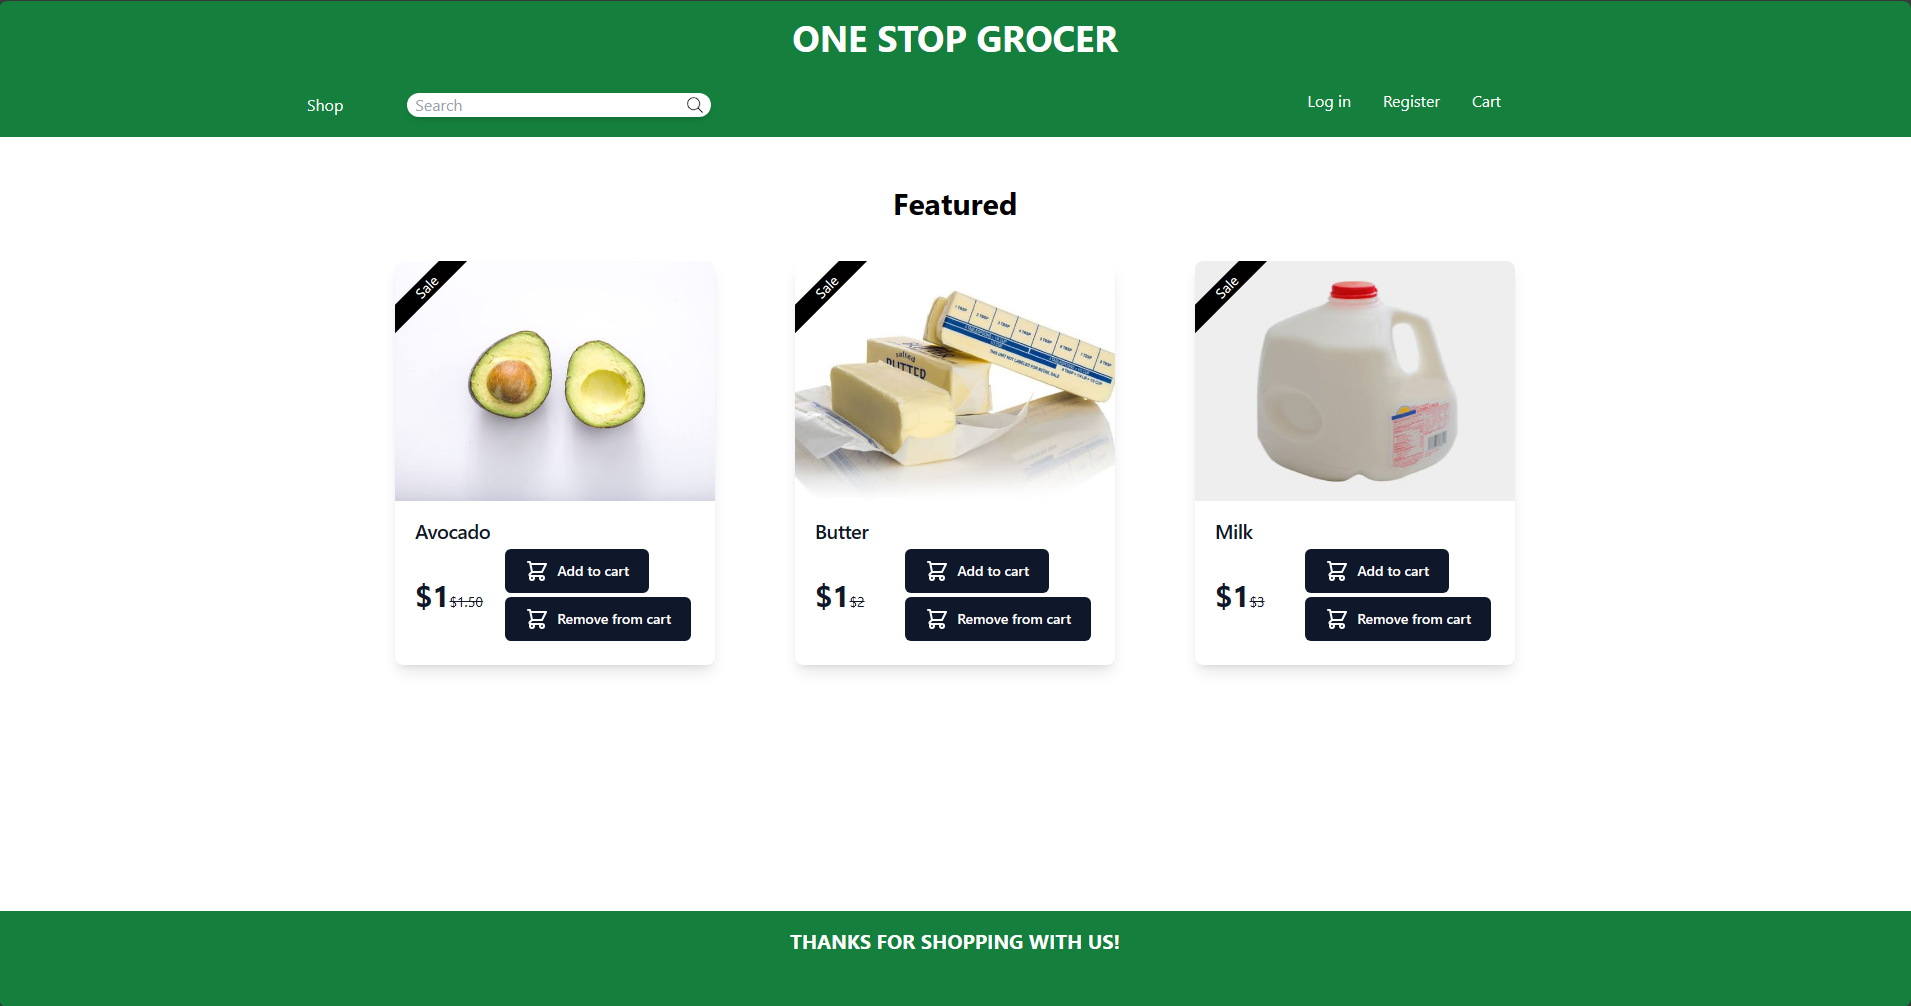 ONE STOP GROCER
Shop
Search
Log in
Register
Cart
Featured
Sale
Avocado
$1 $1.50
Add to cart
Remove from cart
Sale
salted
BUTTER
Butter
$1 $2
Add to cart
Remove from cart
Sale
Milk
$1 $3
Add to cart
Remove from cart
THANKS FOR SHOPPING WITH US!